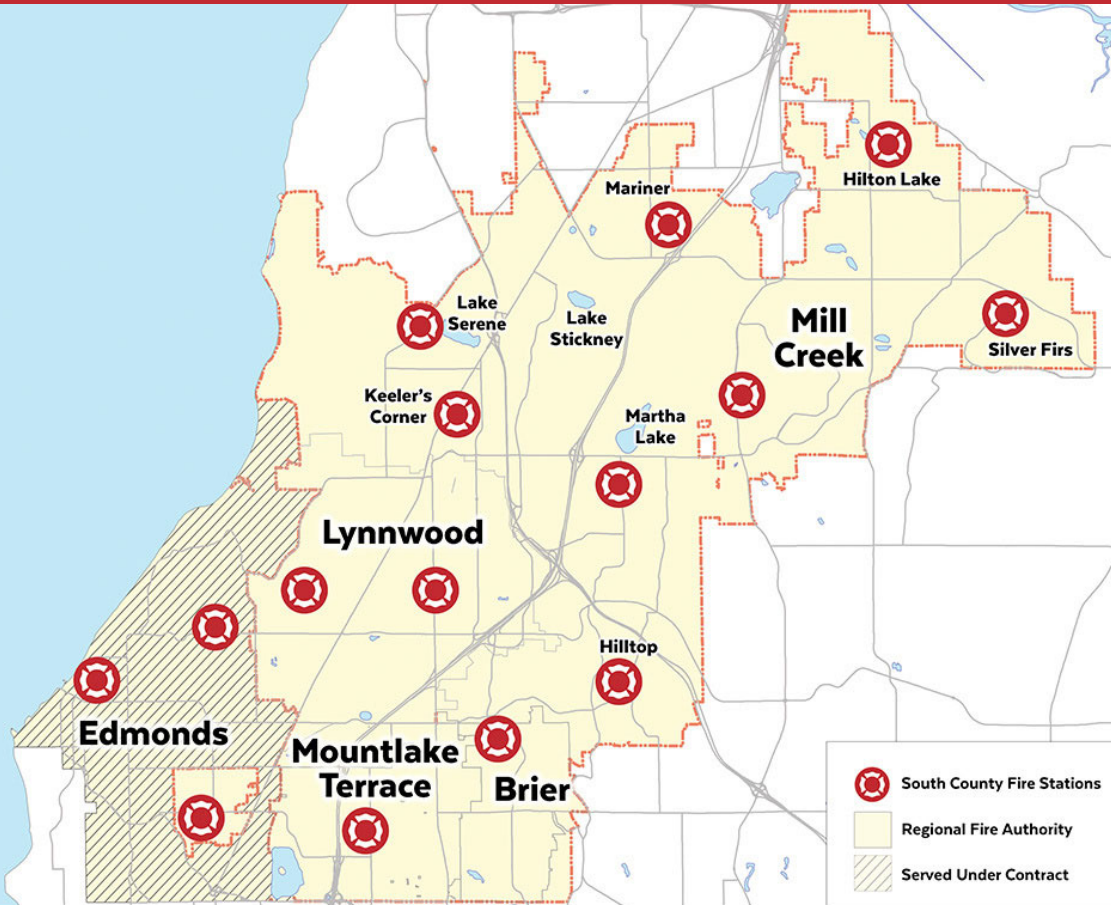 Mariner
Hilton Lake
Lake
Serene
Lake
Stickney
Mill
Creek
Silver Firs
Keeler's
Corner
Martha
Lake
Lynnwood
Hilltop
Edmonds
Mountlake
Terrace
Brier
South County Fire Stations
Regional Fire Authority
Served Under Contract